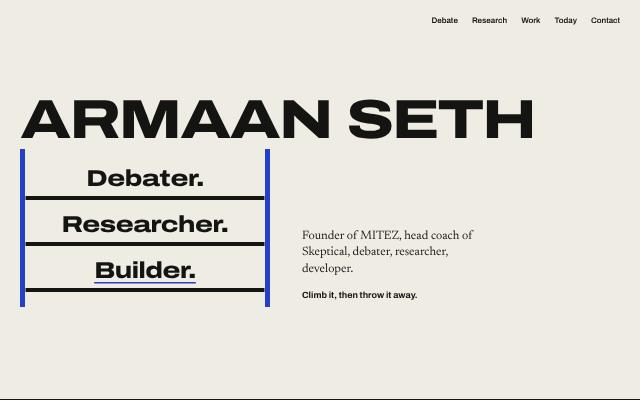 Debate Research Work Today Contact
ARMAAN SETH
Debater.
Researcher.
Builder.
Founder of MITEZ, head coach of
Skeptical, debater, researcher,
developer.
Climb it, then throw it away.